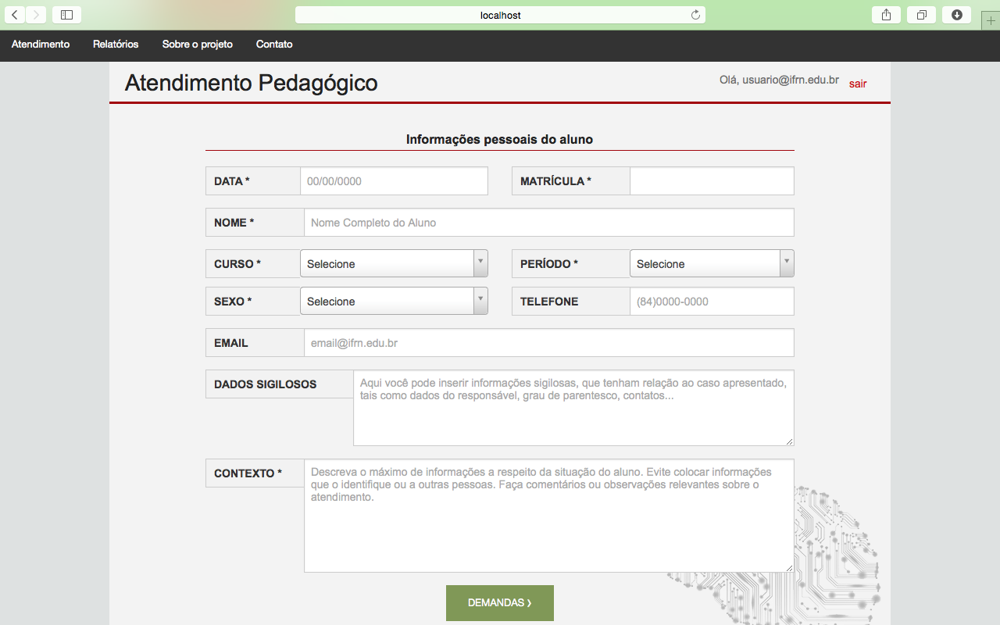 localhost
Atendimento Relatórios Sobre o projeto Contato
Atendimento Pedagógico
Olá, usuario@ifrn.edu.br sair
Informações pessoais do aluno
DATA * 00/00/0000 MATRÍCULA *
NOME * Nome Completo do Aluno
CURSO * Selecione PERÍODO * Selecione
SEXO * Selecione TELEFONE (84)0000-0000
EMAIL email@ifrn.edu.br
DADOS SIGILOSOS Aqui você pode inserir informações sigilosas, que tenham relação ao caso apresentado,
tais como dados do responsável, grau de parentesco, contatos...
CONTEXTO * Descreva o máximo de informações a respeito da situação do aluno. Evite colocar informações
que o identifique ou a outras pessoas. Faça comentários ou observações relevantes sobre o
atendimento.
DEMANDAS ❯